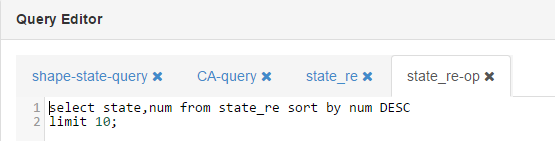 Query Editor
shape-state-query ✖ CA-query ✖ state_re ✖ state_re-op ✖
1 select state,num from state_re sort by num DESC
2 limit 10;